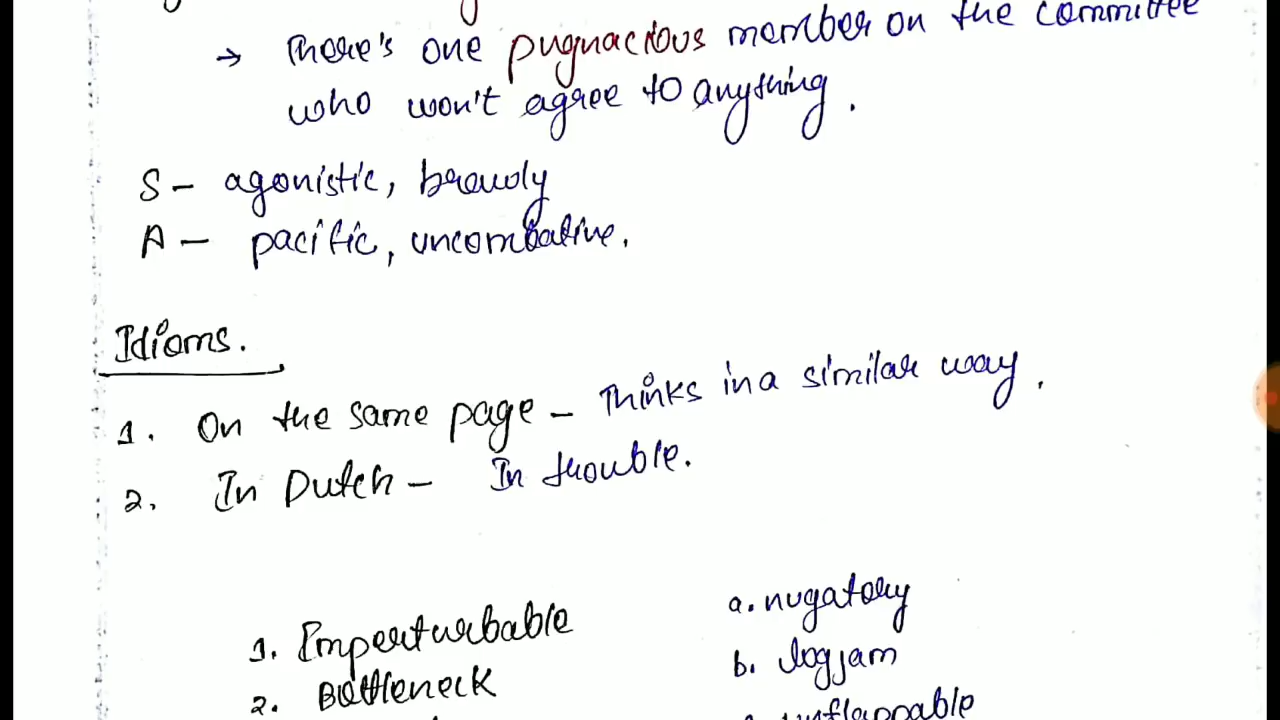 → There's one pugnacious member on the committee
who won't agree to anything.
S - agonistic, brawly
A - pacific, uncombative.
Idioms.
1. On the same page - Thinks in a similar way.
2. In Dutch - In trouble.
1. Imperturbable a. nugatory
2. Bottleneck b. logjam
unflappable